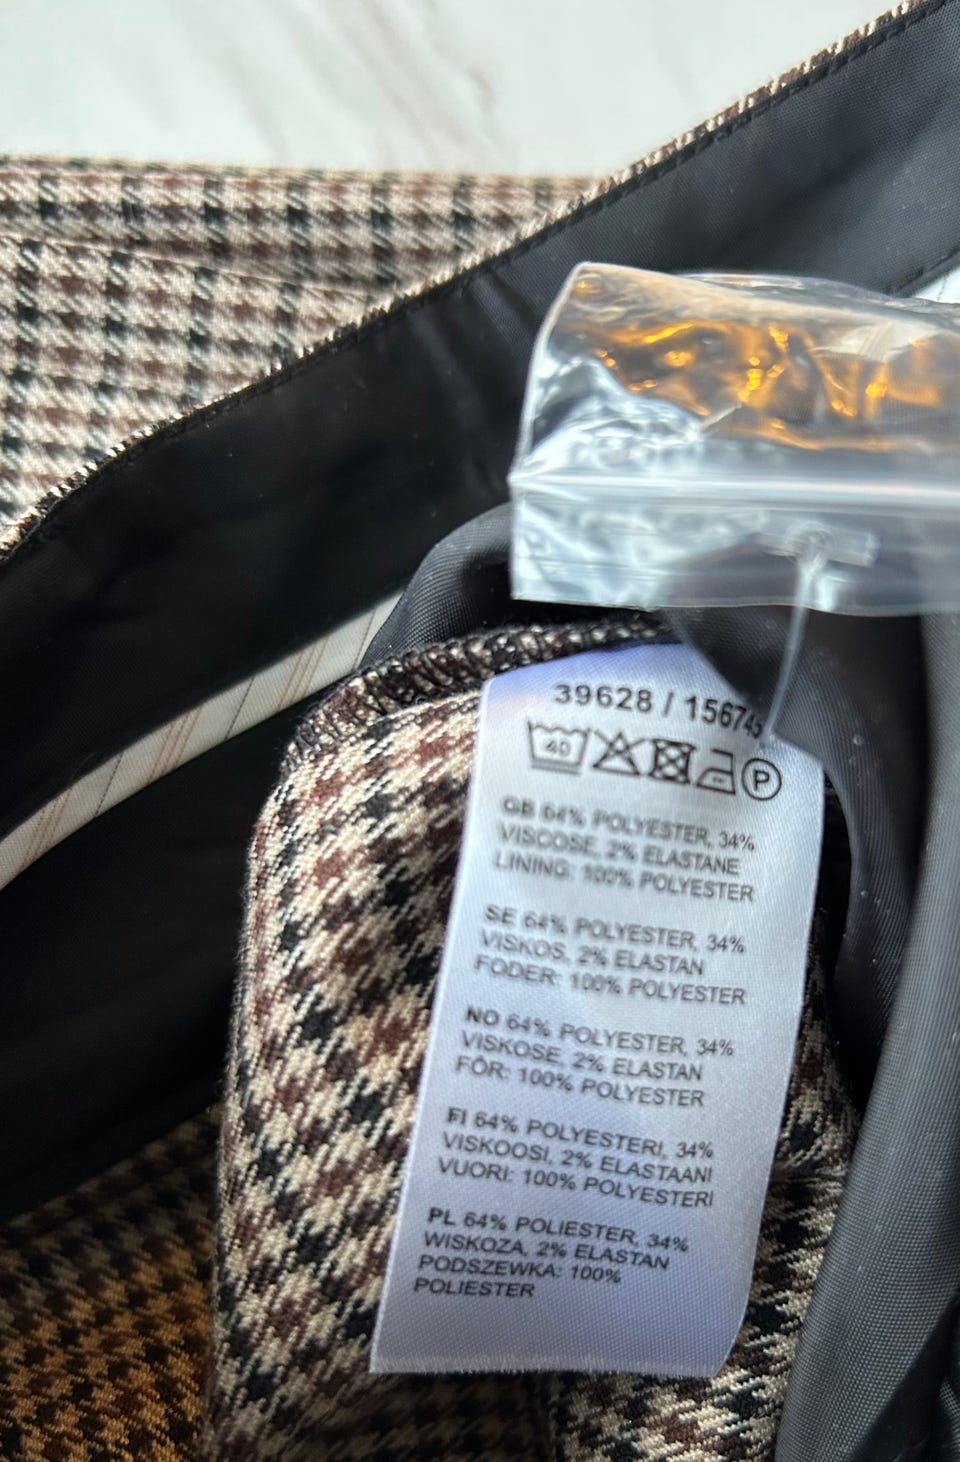 39628 / 156745
40 P
GB 64% POLYESTER, 34%
VISCOSE, 2% ELASTANE
LINING: 100% POLYESTER
SE 64% POLYESTER, 34%
VISKOS, 2% ELASTAN
FODER: 100% POLYESTER
NO 64% POLYESTER, 34%
VISKOSE, 2% ELASTAN
FÔR: 100% POLYESTER
FI 64% POLYESTERI, 34%
VISKOOSI, 2% ELASTAANI
VUORI: 100% POLYESTERI
PL 64% POLIESTER, 34%
WISKOZA, 2% ELASTAN
PODSZEWKA: 100%
POLIESTER